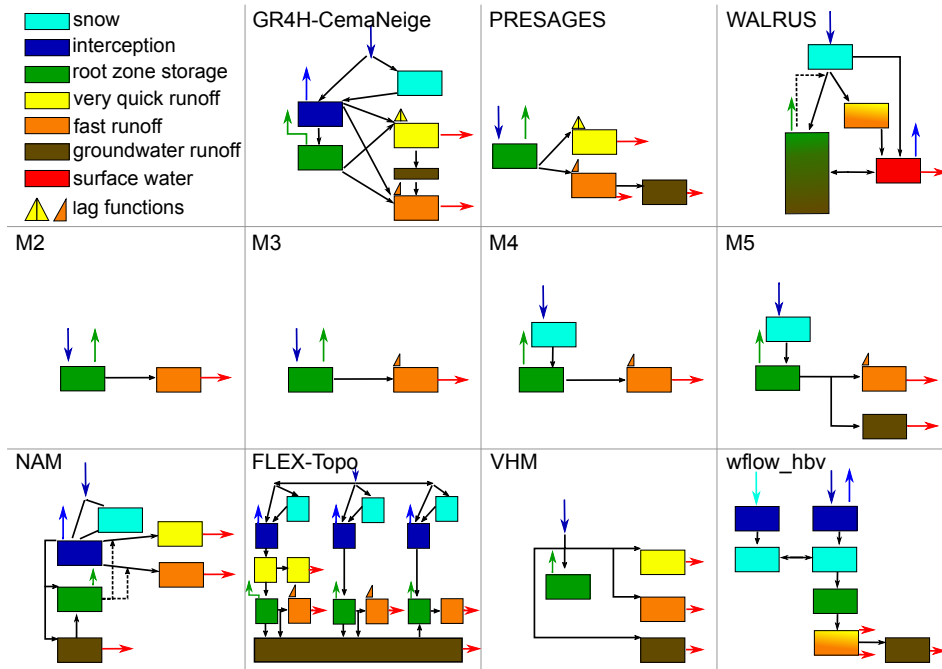 snow
interception
root zone storage
very quick runoff
fast runoff
groundwater runoff
surface water
lag functions
GR4H-CemaNeige
PRESAGES
WALRUS
M2
M3
M4
M5
NAM
FLEX-Topo
VHM
wflow_hbv